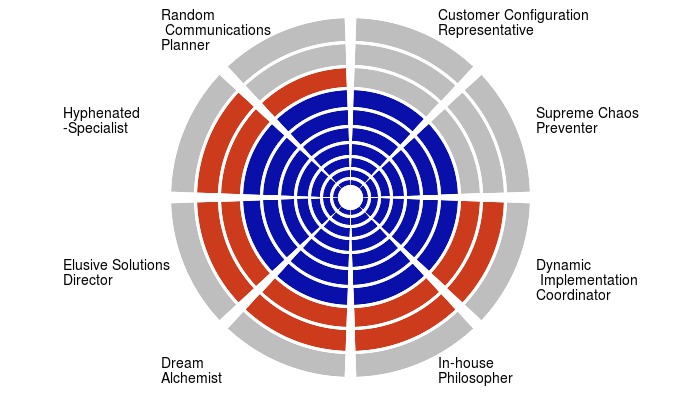 Random
Communications
Planner
Customer Configuration
Representative
Hyphenated
-Specialist
Supreme Chaos
Preventer
Elusive Solutions
Director
Dynamic
Implementation
Coordinator
Dream
Alchemist
In-house
Philosopher